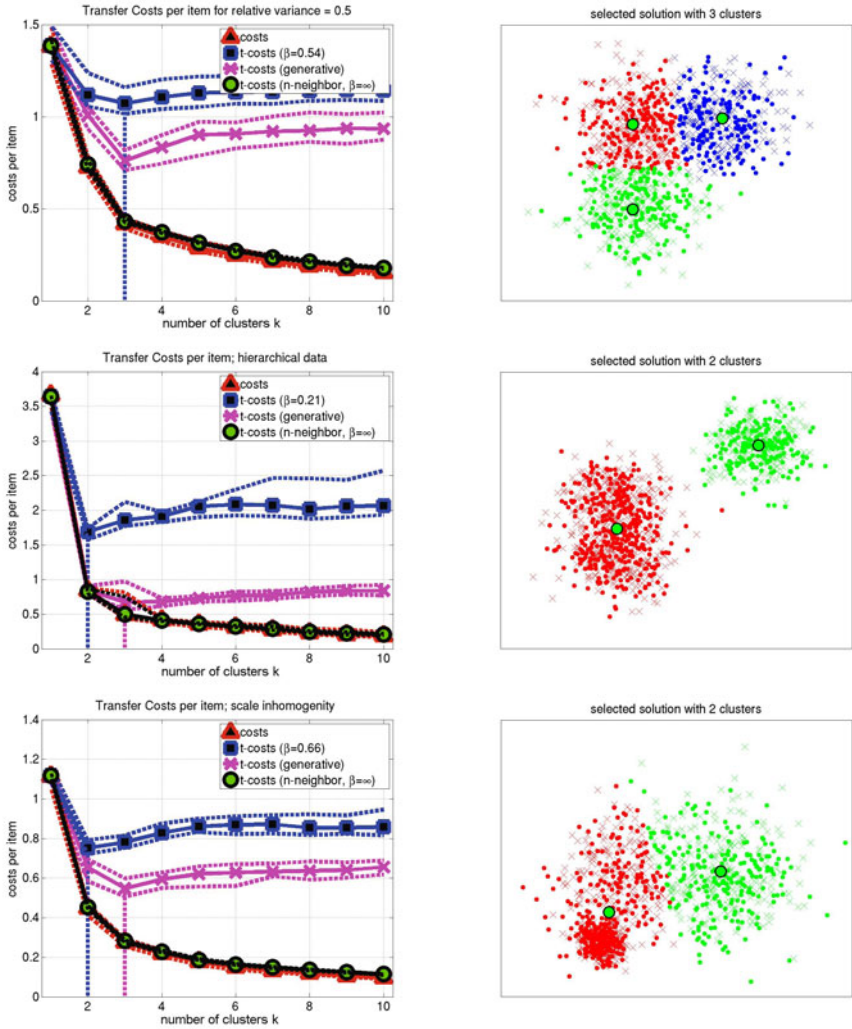 Transfer Costs per item for relative variance = 0.5
1.5
1
0.5
0
costs per item
costs
t-costs (β=0.54)
t-costs (generative)
t-costs (n-neighbor, β=∞)
2 4 6 8 10
number of clusters k
selected solution with 3 clusters
Transfer Costs per item; hierarchical data
4
3.5
3
2.5
2
1.5
1
0.5
0
costs per item
costs
t-costs (β=0.21)
t-costs (generative)
t-costs (n-neighbor, β=∞)
2 4 6 8 10
number of clusters k
selected solution with 2 clusters
Transfer Costs per item; scale inhomogenity
1.4
1.2
1
0.8
0.6
0.4
0.2
0
costs per item
costs
t-costs (β=0.66)
t-costs (generative)
t-costs (n-neighbor, β=∞)
2 4 6 8 10
number of clusters k
selected solution with 2 clusters